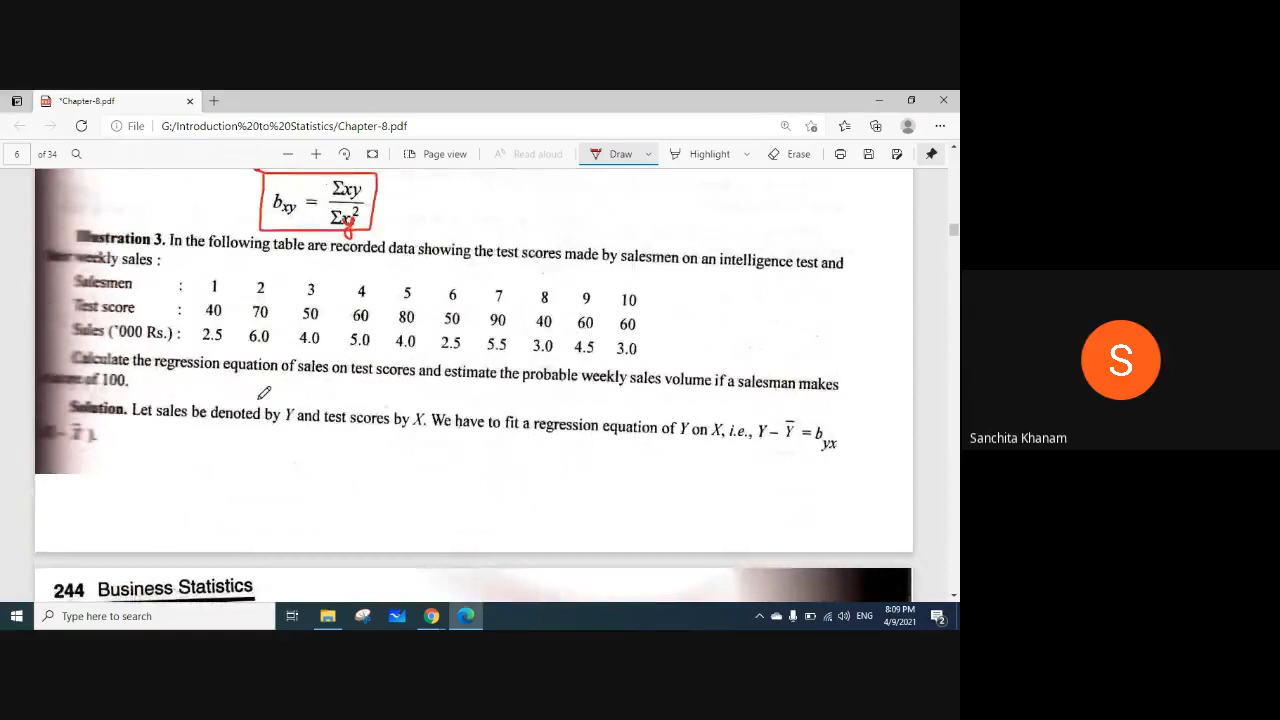 *Chapter-8.pdf
File G:/Introduction%20to%20Statistics/Chapter-8.pdf
6 of 34 Page view Read aloud Draw Highlight Erase
bxy = Σxy / Σxy²
Illustration 3. In the following table are recorded data showing the test scores made by salesmen on an intelligence test and
weekly sales :
Salesmen : 1 2 3 4 5 6 7 8 9 10
Test score : 40 70 50 60 80 50 90 40 60 60
Sales ('000 Rs.) : 2.5 6.0 4.0 5.0 4.0 2.5 5.5 3.0 4.5 3.0
Calculate the regression equation of sales on test scores and estimate the probable weekly sales volume if a salesman makes
of 100.
Solution. Let sales be denoted by Y and test scores by X. We have to fit a regression equation of Y on X, i.e., Y – Y̅ = byx
244 Business Statistics
S
Sanchita Khanam
Type here to search
ENG
8:09 PM
4/9/2021
2